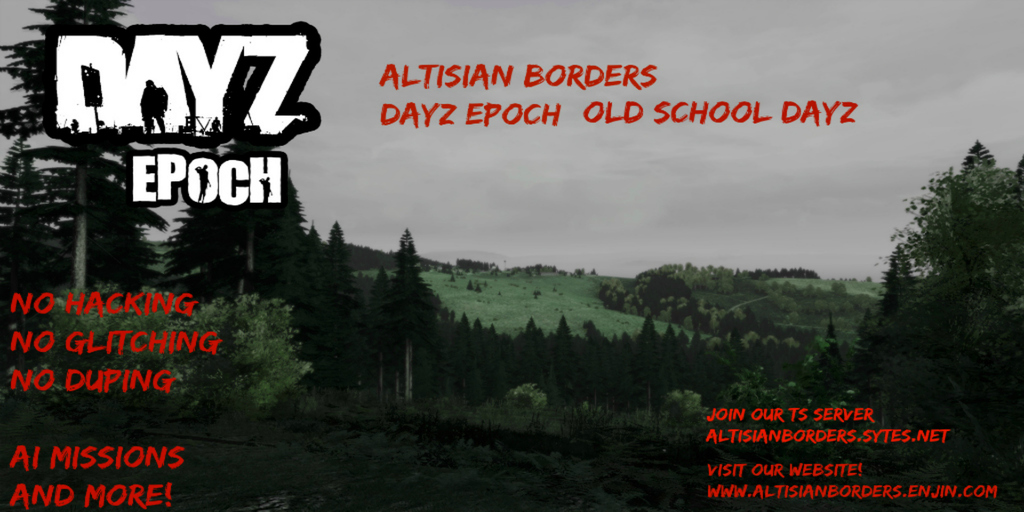 DAYZ
EPOCH
ALTISIAN BORDERS
DAYZ EPOCH OLD SCHOOL DAYZ
NO HACKING
NO GLITCHING
NO DUPING
AI MISSIONS
AND MORE!
JOIN OUR TS SERVER
ALTISIANBORDERS.SYTES.NET
VISIT OUR WEBSITE!
WWW.ALTISIANBORDERS.ENJIN.COM